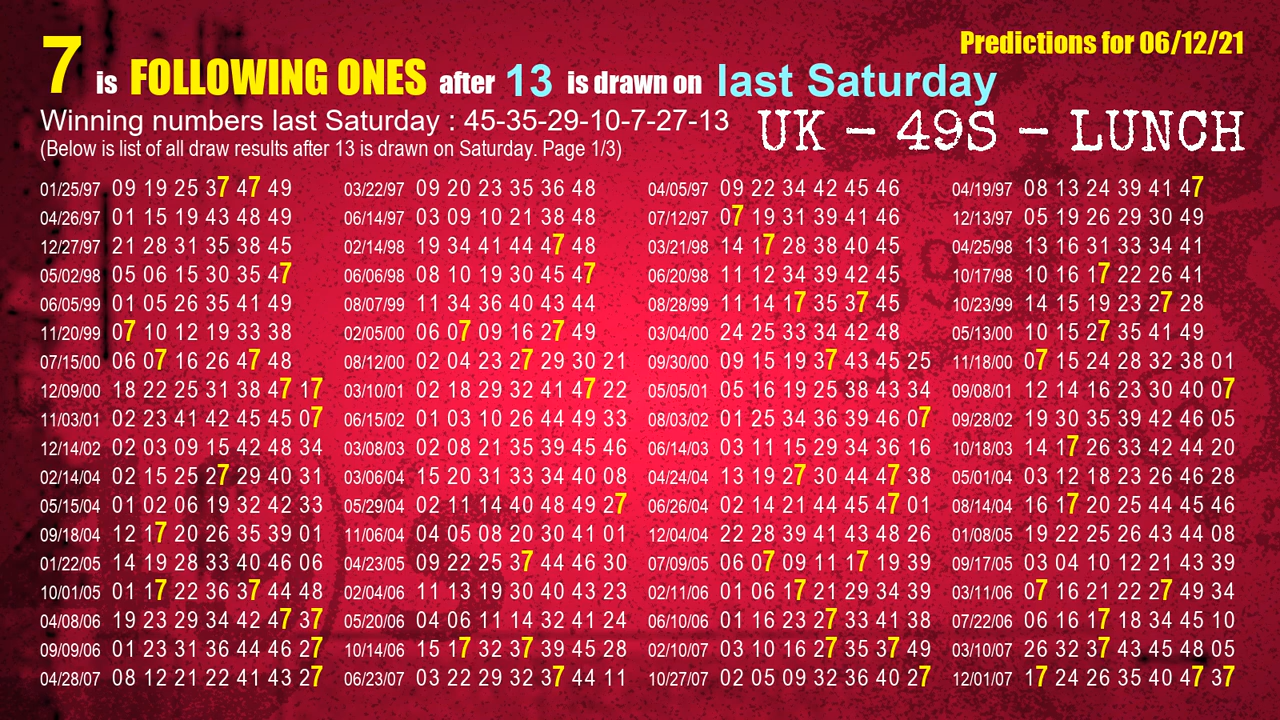 Predictions for 06/12/21
7 is FOLLOWING ONES after 13 is drawn on last Saturday
Winning numbers last Saturday : 45-35-29-10-7-27-13
UK - 49S - LUNCH
(Below is list of all draw results after 13 is drawn on Saturday. Page 1/3)
01/25/97 09 19 25 37 47 49 03/22/97 09 20 23 35 36 48 04/05/97 09 22 34 42 45 46 04/19/97 08 13 24 39 41 47
04/26/97 01 15 19 43 48 49 06/14/97 03 09 10 21 38 48 07/12/97 07 19 31 39 41 46 12/13/97 05 19 26 29 30 49
12/27/97 21 28 31 35 38 45 02/14/98 19 34 41 44 47 48 03/21/98 14 17 28 38 40 45 04/25/98 13 16 31 33 34 41
05/02/98 05 06 15 30 35 47 06/06/98 08 10 19 30 45 47 06/20/98 11 12 34 39 42 45 10/17/98 10 16 17 22 26 41
06/05/99 01 05 26 35 41 49 08/07/99 11 34 36 40 43 44 08/28/99 11 14 17 35 37 45 10/23/99 14 15 19 23 27 28
11/20/99 07 10 12 19 33 38 02/05/00 06 07 09 16 27 49 03/04/00 24 25 33 34 42 48 05/13/00 10 15 27 35 41 49
07/15/00 06 07 16 26 47 48 08/12/00 02 04 23 27 29 30 21 09/30/00 09 15 19 37 43 45 25 11/18/00 07 15 24 28 32 38 01
12/09/00 18 22 25 31 38 47 17 03/10/01 02 18 29 32 41 47 22 05/05/01 05 16 19 25 38 43 34 09/08/01 12 14 16 23 30 40 07
11/03/01 02 23 41 42 45 45 07 06/15/02 01 03 10 26 44 49 33 08/03/02 01 25 34 36 39 46 07 09/28/02 19 30 35 39 42 46 05
12/14/02 02 03 09 15 42 48 34 03/08/03 02 08 21 35 39 45 46 06/14/03 03 11 15 29 34 36 16 10/18/03 14 17 26 33 42 44 20
02/14/04 02 15 25 27 29 40 31 03/06/04 15 20 31 33 34 40 08 04/24/04 13 19 27 30 44 47 38 05/01/04 03 12 18 23 26 46 28
05/15/04 01 02 06 19 32 42 33 05/29/04 02 11 14 40 48 49 27 06/26/04 02 14 21 44 45 47 01 08/14/04 16 17 20 25 44 45 46
09/18/04 12 17 20 26 35 39 01 11/06/04 04 05 08 20 30 41 01 12/04/04 22 28 39 41 43 48 26 01/08/05 19 22 25 26 43 44 08
01/22/05 14 19 28 33 40 46 06 04/23/05 09 22 25 37 44 46 30 07/09/05 06 07 09 11 17 19 39 09/17/05 03 04 10 12 21 43 39
10/01/05 01 17 22 36 37 44 48 02/04/06 11 13 19 30 40 43 23 02/11/06 01 06 17 21 29 34 39 03/11/06 07 16 21 22 27 49 34
04/08/06 19 23 29 34 42 47 37 05/20/06 04 06 11 14 32 41 24 06/10/06 01 16 23 27 33 41 38 07/22/06 06 16 17 18 34 45 10
09/09/06 01 23 31 36 44 46 27 10/14/06 15 17 32 37 39 45 28 02/10/07 03 10 16 27 35 37 49 03/10/07 26 32 37 43 45 48 05
04/28/07 08 12 21 22 41 43 27 06/23/07 03 22 29 32 37 44 11 10/27/07 02 05 09 32 36 40 27 12/01/07 17 24 26 35 40 47 37